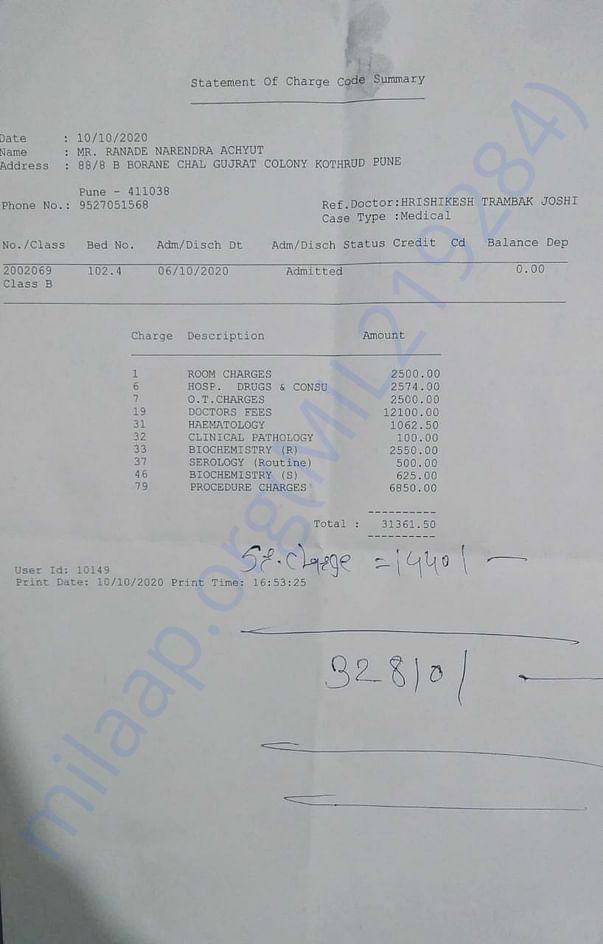 Statement Of Charge Code Summary
Date : 10/10/2020
Name : MR. RANADE NARENDRA ACHYUT
Address : 88/8 B BORANE CHAL GUJRAT COLONY KOTHRUD PUNE
Pune - 411038
Phone No.: 9527051568 Ref.Doctor:HRISHIKESH TRAMBAK JOSHI
Case Type :Medical
No./Class Bed No. Adm/Disch Dt Adm/Disch Status Credit Cd Balance Dep
2002069 102.4 06/10/2020 Admitted 0.00
Class B
Charge Description Amount
1 ROOM CHARGES 2500.00
6 HOSP. DRUGS & CONSU 2574.00
7 O.T.CHARGES 2500.00
19 DOCTORS FEES 12100.00
31 HAEMATOLOGY 1062.50
32 CLINICAL PATHOLOGY 100.00
33 BIOCHEMISTRY (R) 2550.00
37 SEROLOGY (Routine) 500.00
46 BIOCHEMISTRY (S) 625.00
79 PROCEDURE CHARGES 6850.00
Total : 31361.50
charge = 1440/-
User Id: 10149
Print Date: 10/10/2020 Print Time: 16:53:25
32810/-
milaap.org(MIL219284)